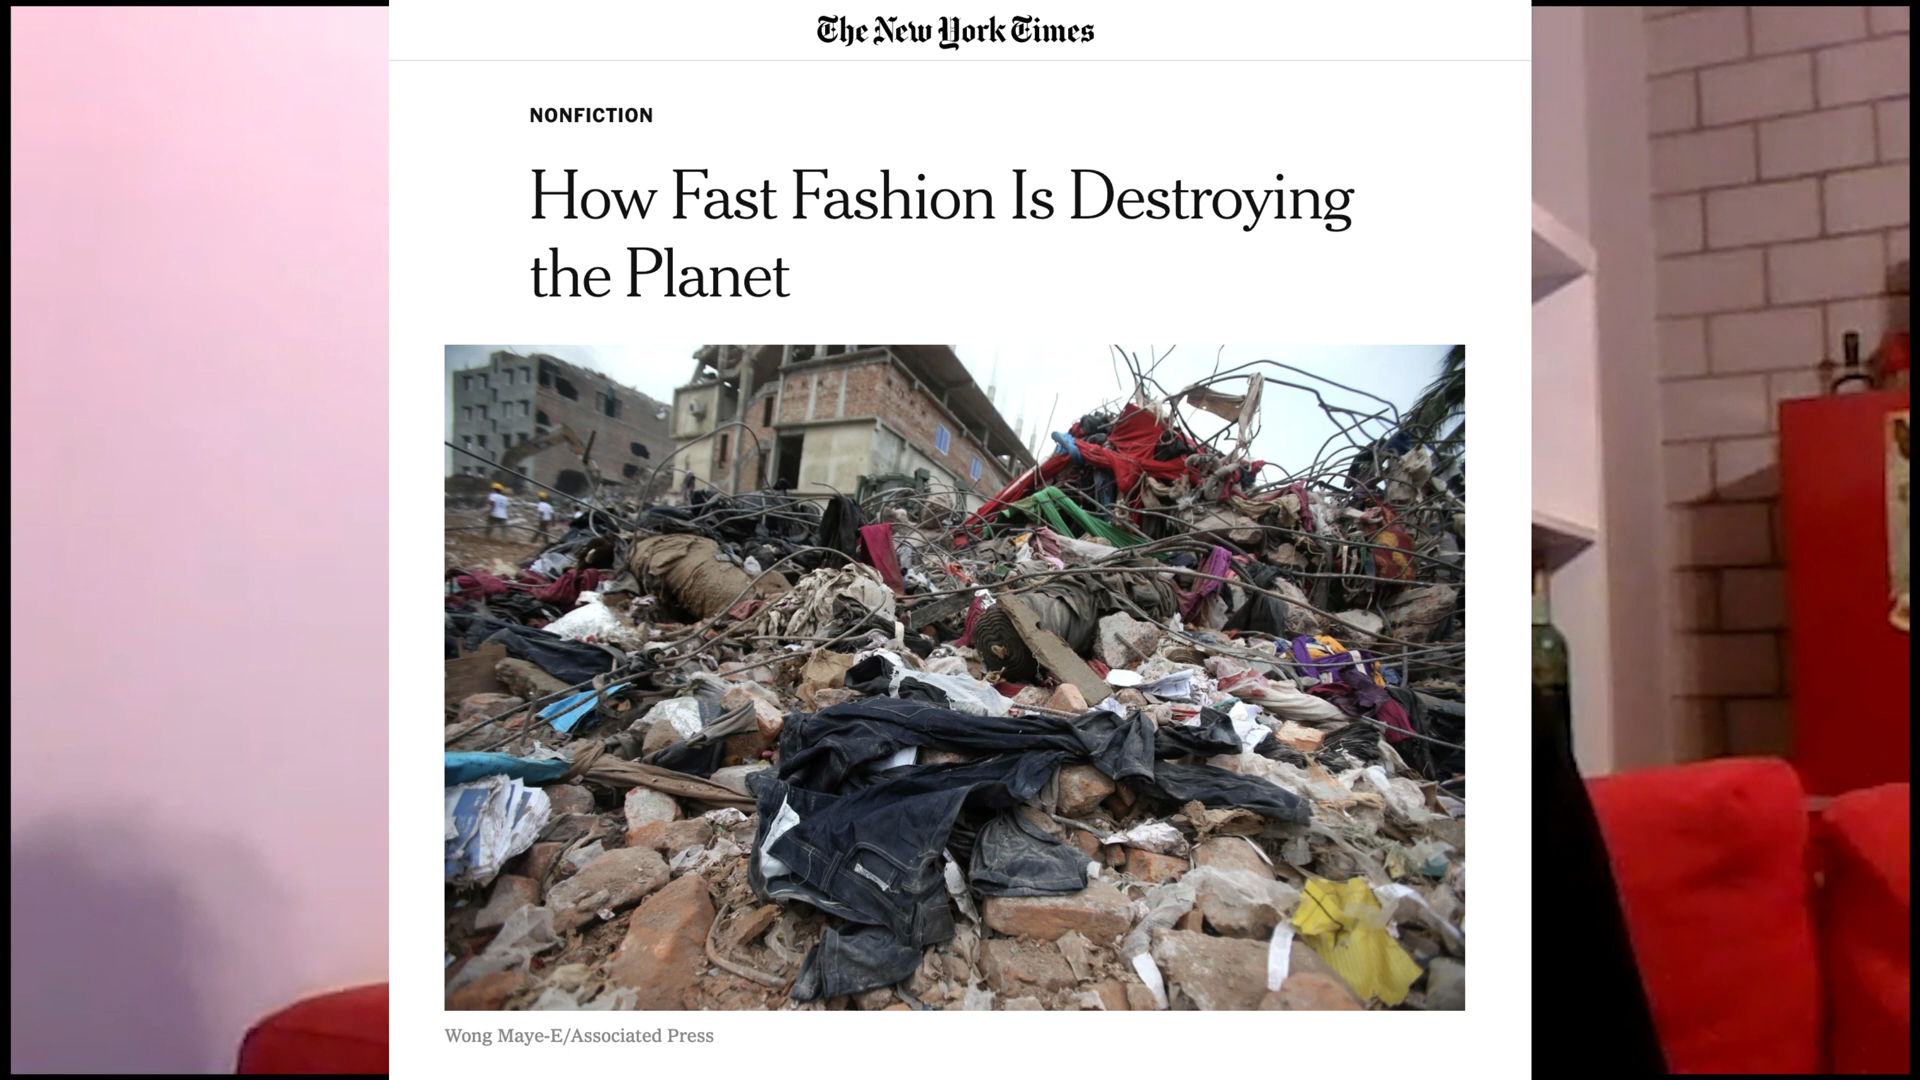 The New York Times
NONFICTION
How Fast Fashion Is Destroying
the Planet
Wong Maye-E/Associated Press